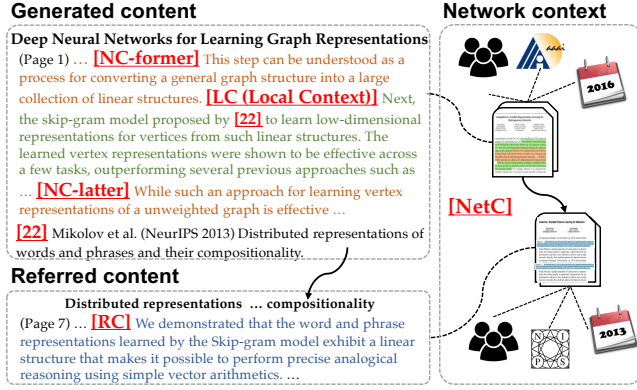 Generated content
Deep Neural Networks for Learning Graph Representations
(Page 1) … [NC-former] This step can be understood as a
process for converting a general graph structure into a large
collection of linear structures. [LC (Local Context)] Next,
the skip-gram model proposed by [22] to learn low-dimensional
representations for vertices from such linear structures. The
learned vertex representations were shown to be effective across
a few tasks, outperforming several previous approaches such as
… [NC-latter] While such an approach for learning vertex
representations of a unweighted graph is effective …
[22] Mikolov et al. (NeurIPS 2013) Distributed representations of
words and phrases and their compositionality.
Referred content
Distributed representations … compositionality
(Page 7) … [RC] We demonstrated that the word and phrase
representations learned by the Skip-gram model exhibit a linear
structure that makes it possible to perform precise analogical
reasoning using simple vector arithmetics. …
Network context
aaai
2016
[NetC]
N I P S
2013